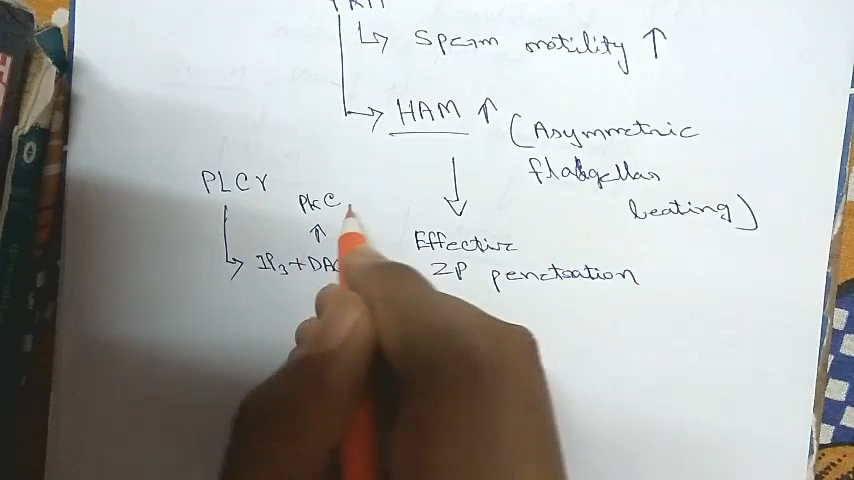 Sperm motility ↑
HAM ↑ (Asymmetric
flagellar
beating)
PLCγ
PKC
↑
IP3+DAG
Effective
ZP penetration